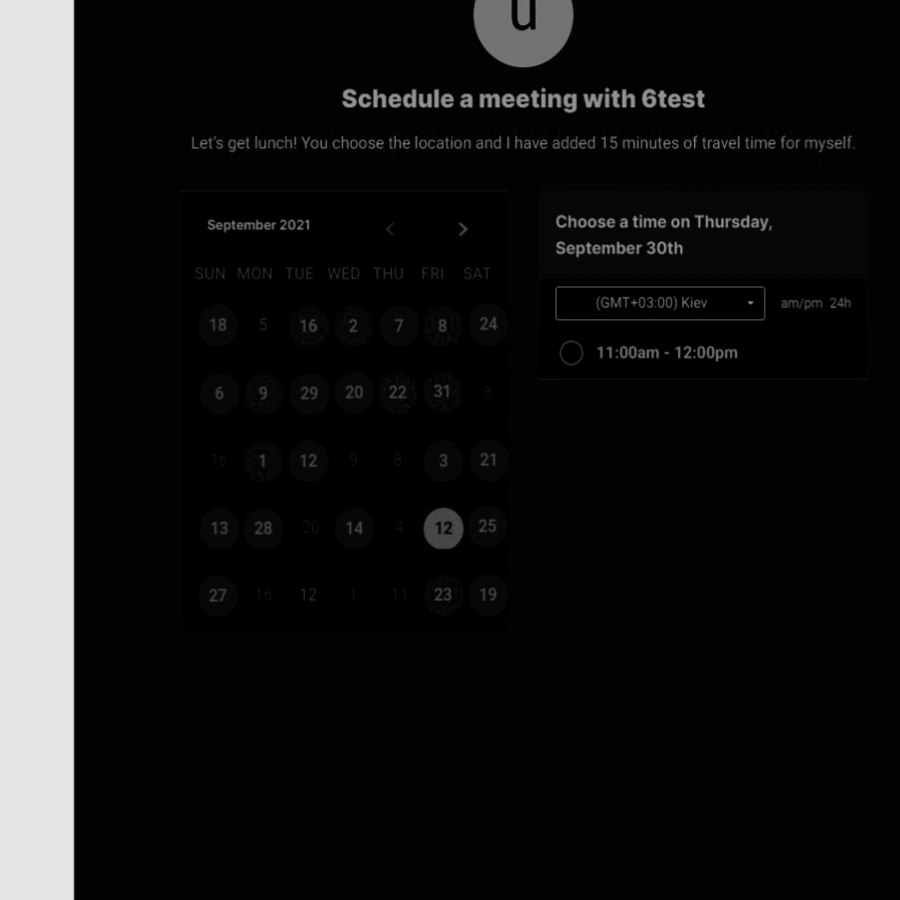 u
Schedule a meeting with 6test
Let's get lunch! You choose the location and I have added 15 minutes of travel time for myself.
September 2021
SUN MON TUE WED THU FRI SAT
18 5 16 2 7 8 24
6 9 29 20 22 31 8
16 1 12 9 8 3 21
13 28 20 14 4 12 25
27 16 12 1 11 23 19
Choose a time on Thursday,
September 30th
(GMT+03:00) Kiev am/pm 24h
11:00am - 12:00pm